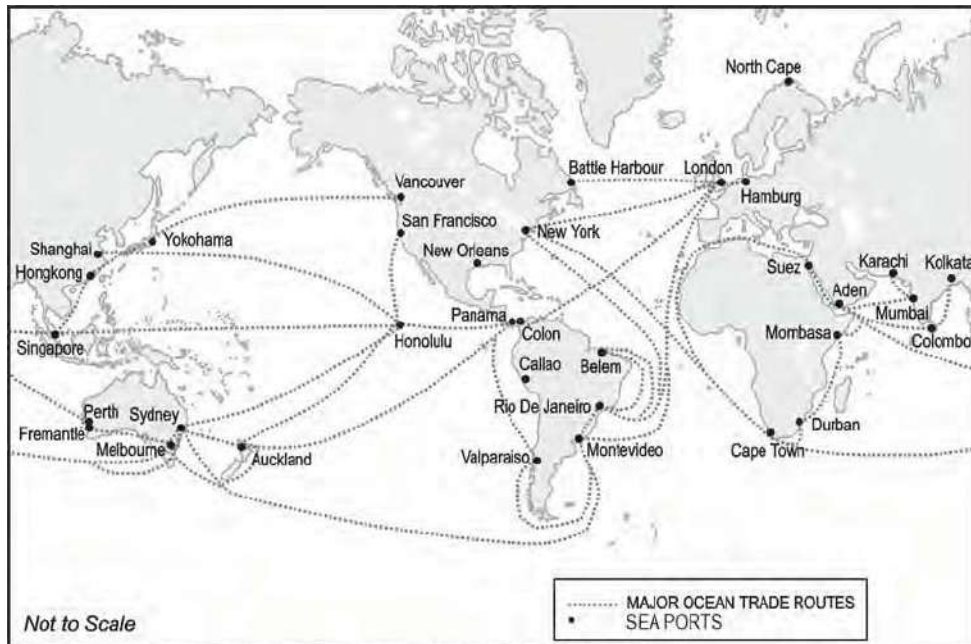 North Cape
Battle Harbour
London
Hamburg
Vancouver
San Francisco
New York
Yokohama
Shanghai
New Orleans
Hongkong
Suez
Karachi
Kolkata
Aden
Mumbai
Panama
Colon
Honolulu
Singapore
Mombasa
Colombo
Callao
Belem
Rio De Janeiro
Perth
Sydney
Fremantle
Durban
Melbourne
Auckland
Valparaiso
Montevideo
Cape Town
MAJOR OCEAN TRADE ROUTES
SEA PORTS
Not to Scale